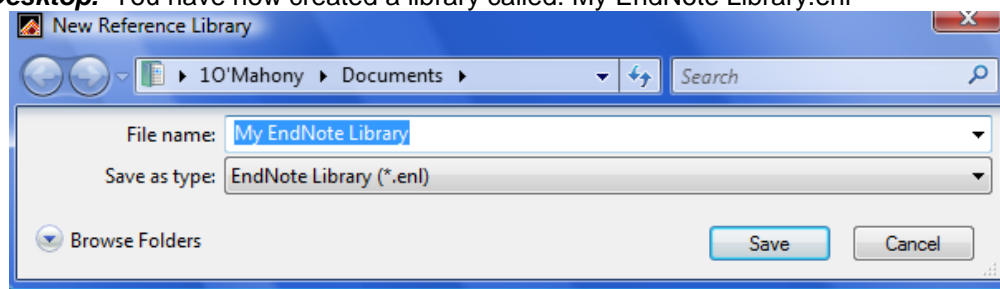 Desktop. You have now created a library called: My EndNote Library.enl
New Reference Library
1O'Mahony Documents Search
File name: My EndNote Library
Save as type: EndNote Library (*.enl)
Browse Folders Save Cancel